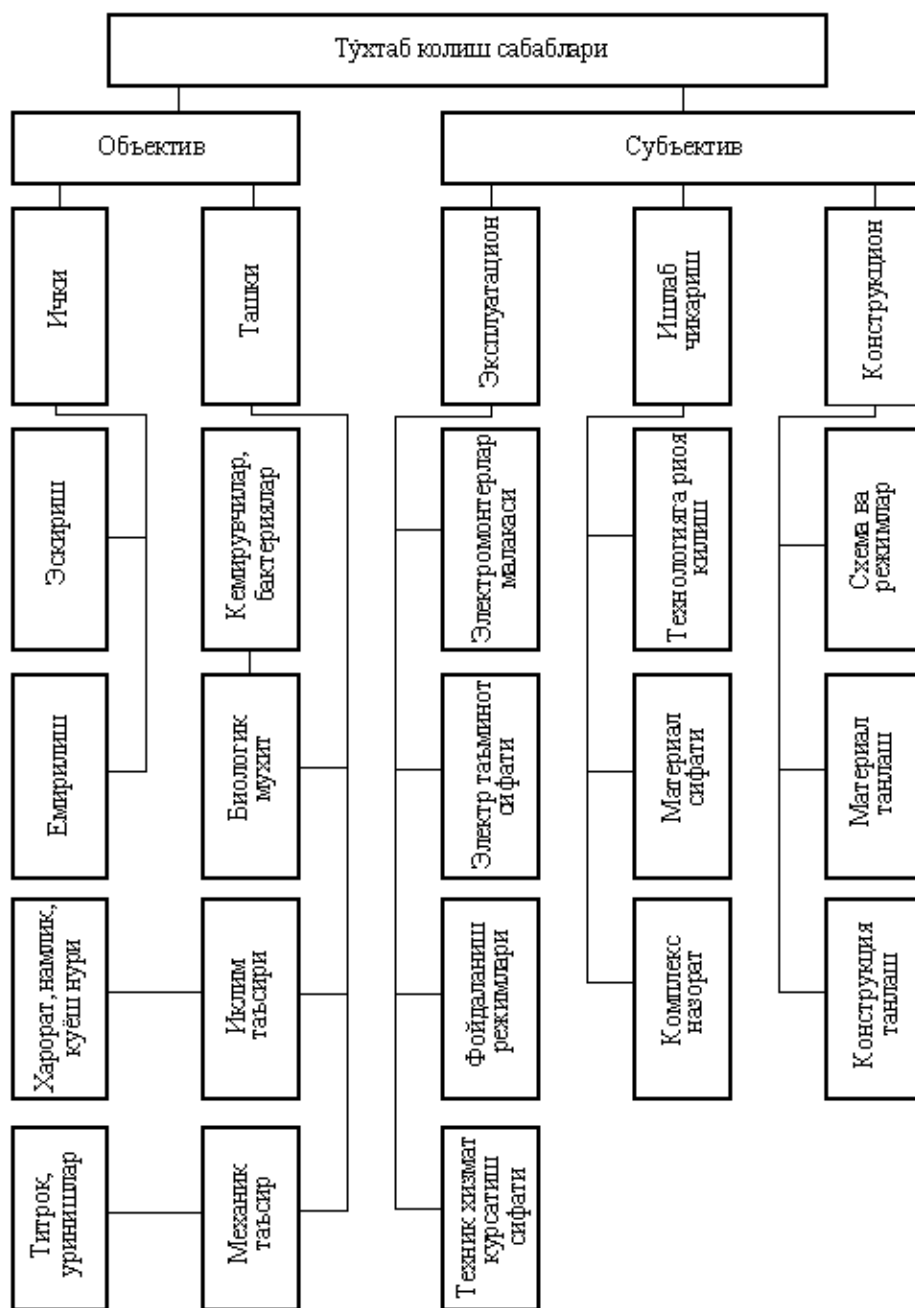 Тўхтаб колиш сабаблари
Объектив
Субъектив
Ички
Ташки
Эксплуатацион
Ишлаб
чикариш
Конструкцион
Эскириш
Кемирувчилар,
бактериялар
Электромонтерлар
малакаси
Технологияга риоя
килиш
Схема ва
режимлар
Емирилиш
Биологик
мухит
Электр таъминот
сифати
Материал
сифати
Материал
танлаш
Харорат, намлик,
куёш нури
Иклим
таъсири
Фойдаланиш
режимлари
Комплекс
назорат
Конструкция
танлаш
Титрок,
уринишлар
Механик
таъсир
Техник хизмат
курсатиш
сифати